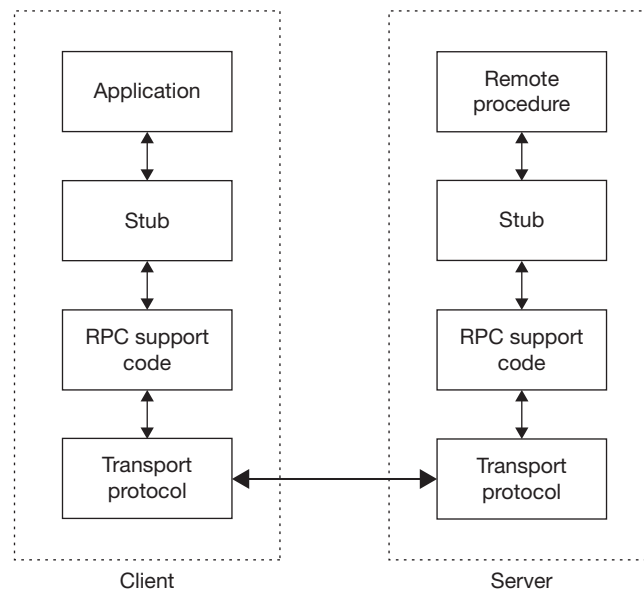 Application
Stub
RPC support
code
Transport
protocol
Client
Remote
procedure
Stub
RPC support
code
Transport
protocol
Server